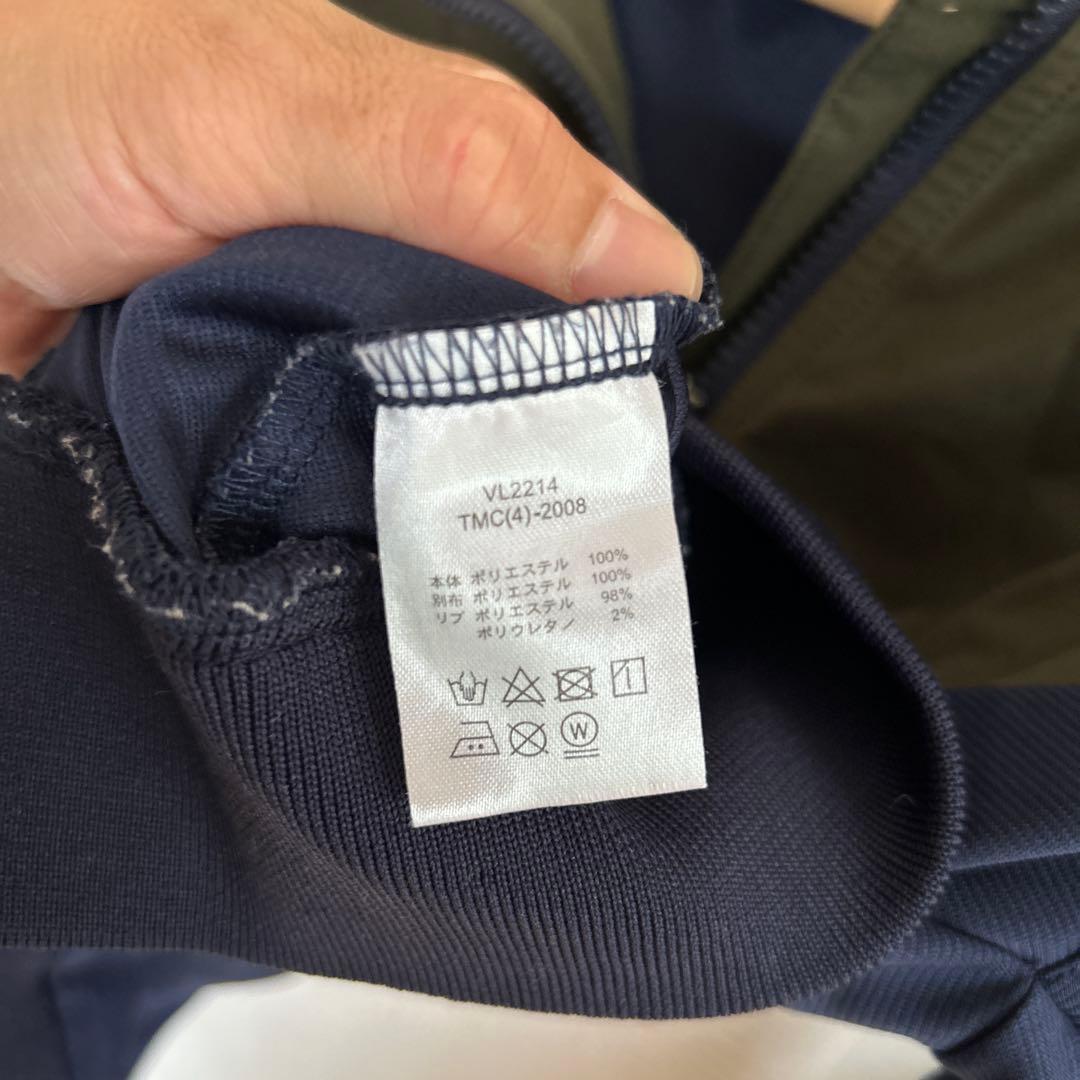 VL2214
TMC(4)-2008
本体 ポリエステル 100%
別布 ポリエステル 100%
リブ ポリエステル 98%
ポリウレタン 2%
W